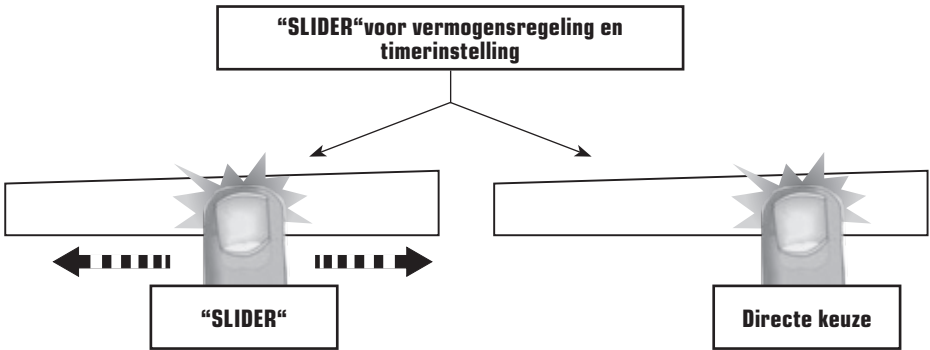 “SLIDER“voor vermogensregeling en
timerinstelling
“SLIDER“
Directe keuze